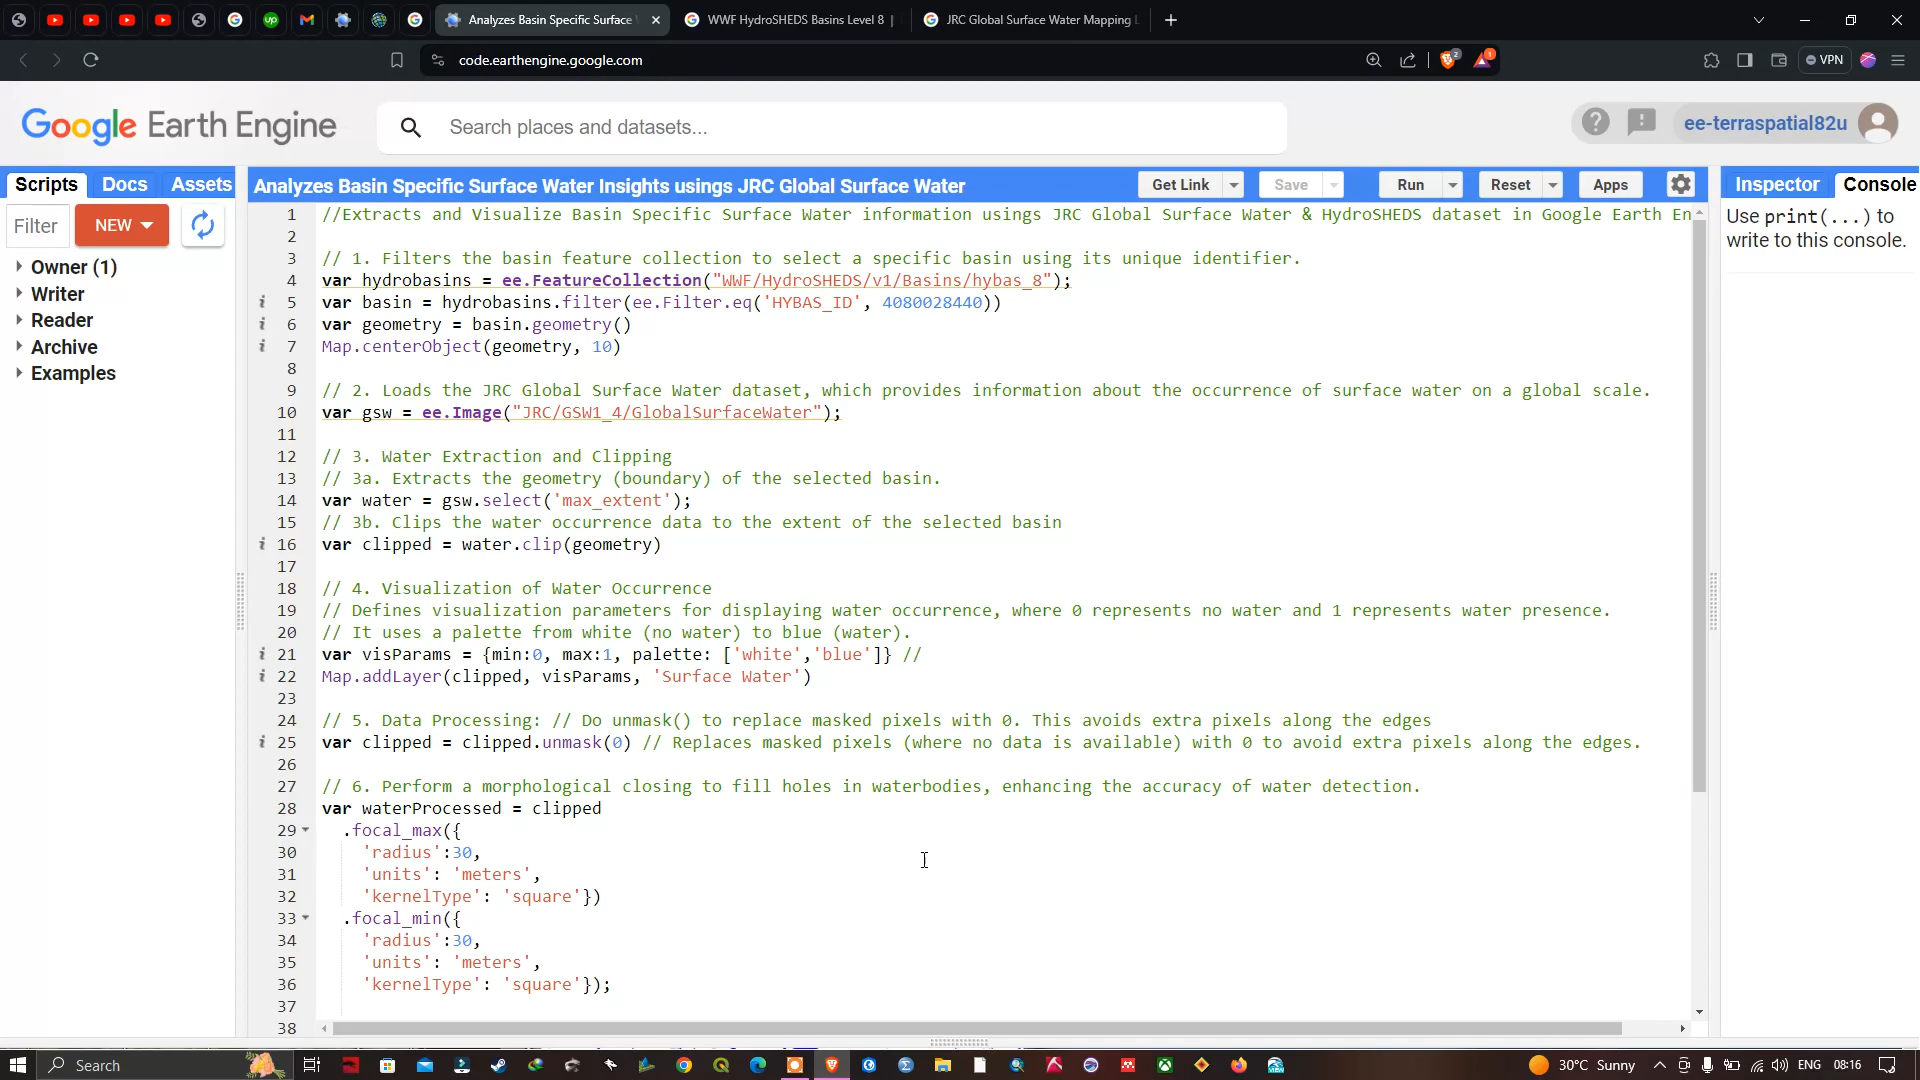 Analyzes Basin Specific Surface
WWF HydroSHEDS Basins Level 8 |
JRC Global Surface Water Mapping L
code.earthengine.google.com
2
1
VPN
Google Earth Engine
Search places and datasets...
ee-terraspatial82u
Scripts
Docs
Assets
Filter
NEW
Owner (1)
Writer
Reader
Archive
Examples
Analyzes Basin Specific Surface Water Insights usings JRC Global Surface Water
Get Link
Save
Run
Reset
Apps
1 //Extracts and Visualize Basin Specific Surface Water information usings JRC Global Surface Water & HydroSHEDS dataset in Google Earth En
2
3 // 1. Filters the basin feature collection to select a specific basin using its unique identifier.
4 var hydrobasins = ee.FeatureCollection("WWF/HydroSHEDS/v1/Basins/hybas_8");
i 5 var basin = hydrobasins.filter(ee.Filter.eq('HYBAS_ID', 4080028440))
i 6 var geometry = basin.geometry()
i 7 Map.centerObject(geometry, 10)
8
9 // 2. Loads the JRC Global Surface Water dataset, which provides information about the occurrence of surface water on a global scale.
10 var gsw = ee.Image("JRC/GSW1_4/GlobalSurfaceWater");
11
12 // 3. Water Extraction and Clipping
13 // 3a. Extracts the geometry (boundary) of the selected basin.
14 var water = gsw.select('max_extent');
15 // 3b. Clips the water occurrence data to the extent of the selected basin
i 16 var clipped = water.clip(geometry)
17
18 // 4. Visualization of Water Occurrence
19 // Defines visualization parameters for displaying water occurrence, where 0 represents no water and 1 represents water presence.
20 // It uses a palette from white (no water) to blue (water).
i 21 var visParams = {min:0, max:1, palette: ['white','blue']} //
i 22 Map.addLayer(clipped, visParams, 'Surface Water')
23
24 // 5. Data Processing: // Do unmask() to replace masked pixels with 0. This avoids extra pixels along the edges
i 25 var clipped = clipped.unmask(0) // Replaces masked pixels (where no data is available) with 0 to avoid extra pixels along the edges.
26
27 // 6. Perform a morphological closing to fill holes in waterbodies, enhancing the accuracy of water detection.
28 var waterProcessed = clipped
29 .focal_max({
30 'radius':30,
31 'units': 'meters',
32 'kernelType': 'square'})
33 .focal_min({
34 'radius':30,
35 'units': 'meters',
36 'kernelType': 'square'});
37
38
Inspector
Console
Use print(...) to
write to this console.
Search
30°C Sunny
ENG
08:16